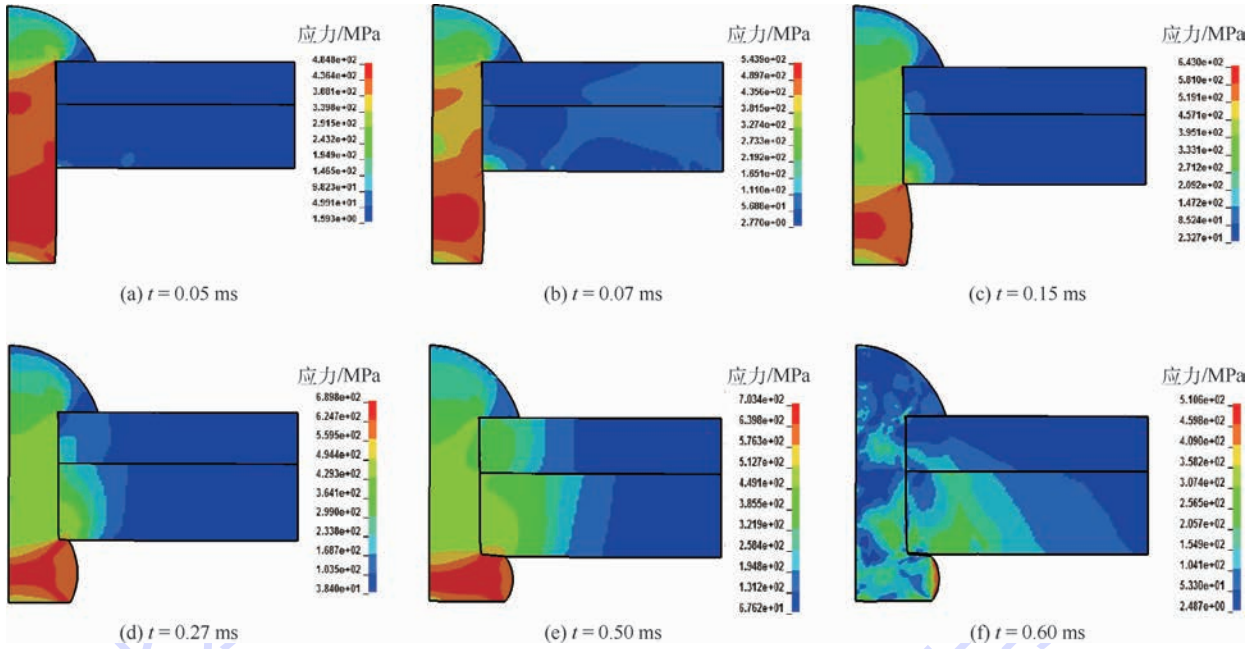 应力/MPa
4.848e+02
4.364e+02
3.881e+02
3.398e+02
2.915e+02
2.432e+02
1.949e+02
1.465e+02
9.823e+01
4.991e+01
1.593e+00
(a) t = 0.05 ms
应力/MPa
5.439e+02
4.897e+02
4.356e+02
3.815e+02
3.274e+02
2.733e+02
2.192e+02
1.651e+02
1.110e+02
5.688e+01
2.770e+00
(b) t = 0.07 ms
应力/MPa
6.430e+02
5.810e+02
5.191e+02
4.571e+02
3.951e+02
3.331e+02
2.712e+02
2.092e+02
1.472e+02
8.524e+01
2.327e+01
(c) t = 0.15 ms
应力/MPa
6.898e+02
6.247e+02
5.595e+02
4.944e+02
4.293e+02
3.641e+02
2.990e+02
2.338e+02
1.687e+02
1.035e+02
3.840e+01
(d) t = 0.27 ms
应力/MPa
7.034e+02
6.398e+02
5.763e+02
5.127e+02
4.491e+02
3.855e+02
3.219e+02
2.584e+02
1.948e+02
1.312e+02
6.762e+01
(e) t = 0.50 ms
应力/MPa
5.106e+02
4.598e+02
4.090e+02
3.582e+02
3.074e+02
2.565e+02
2.057e+02
1.549e+02
1.041e+02
5.330e+01
2.487e+00
(f) t = 0.60 ms